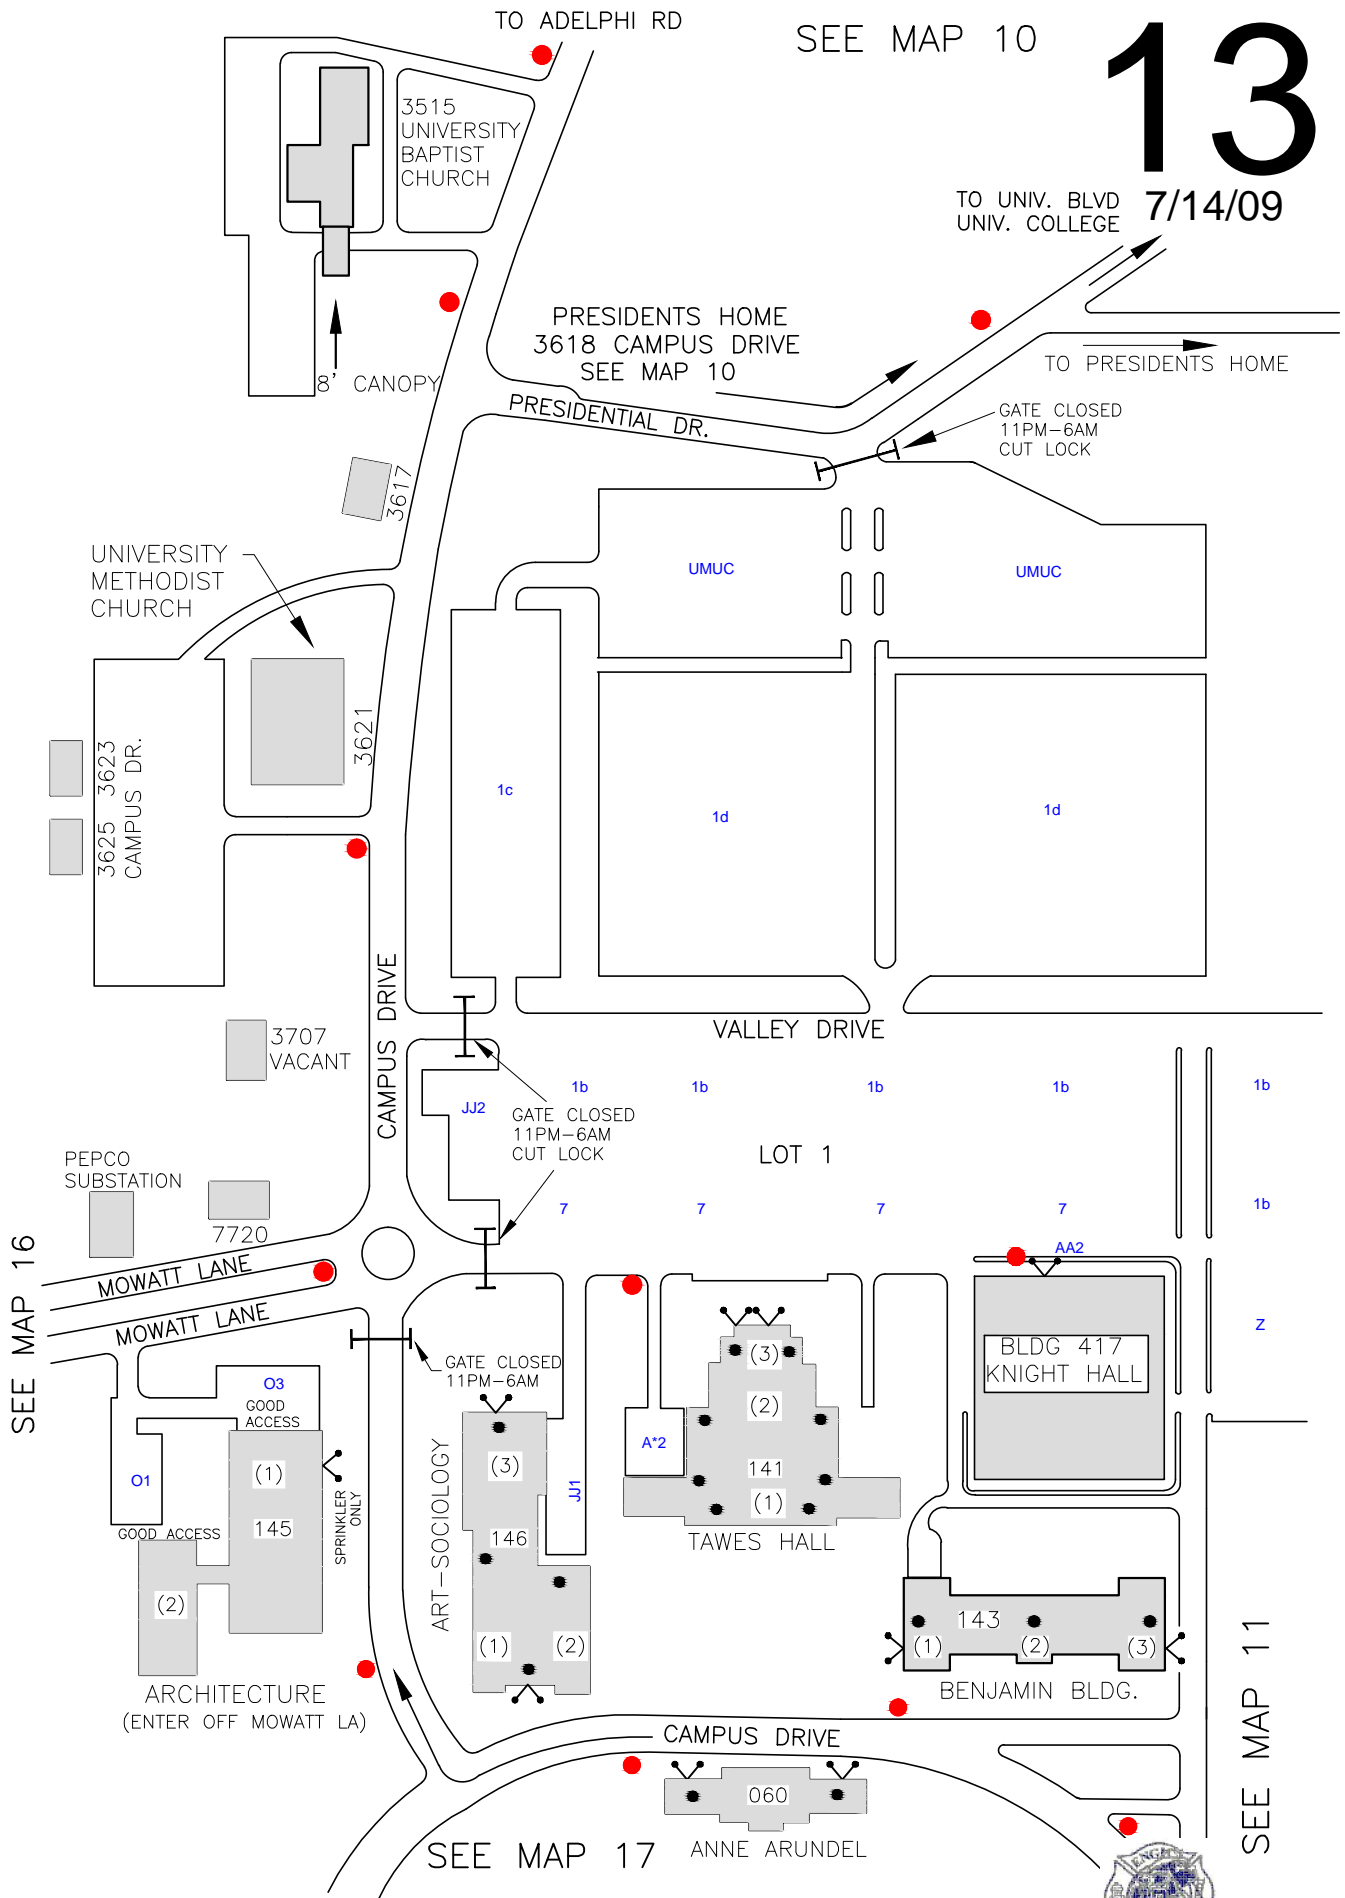 TO ADELPHI RD
SEE MAP 10
13
7/14/09
3515
UNIVERSITY
BAPTIST
CHURCH
TO UNIV. BLVD
UNIV. COLLEGE
PRESIDENTS HOME
3618 CAMPUS DRIVE
SEE MAP 10
TO PRESIDENTS HOME
8' CANOPY
PRESIDENTIAL DR.
GATE CLOSED
11PM-6AM
CUT LOCK
3617
UNIVERSITY
METHODIST
CHURCH
UMUC
UMUC
3621
3623
3625
CAMPUS DR.
1c
1d
1d
CAMPUS DRIVE
VALLEY DRIVE
3707
VACANT
JJ2
1b
1b
1b
1b
1b
GATE CLOSED
11PM-6AM
CUT LOCK
LOT 1
PEPCO
SUBSTATION
7720
7
7
7
7
1b
AA2
SEE MAP 16
MOWATT LANE
MOWATT LANE
BLDG 417
KNIGHT HALL
Z
GATE CLOSED
11PM-6AM
O3
GOOD
ACCESS
(3)
(2)
A*2
141
(1)
TAWES HALL
O1
(1)
145
SPRINKLER
ONLY
GOOD ACCESS
(2)
ARCHITECTURE
(ENTER OFF MOWATT LA)
ART-SOCIOLOGY
(3)
146
JJ1
(1)
(2)
143
(1)
(2)
(3)
BENJAMIN BLDG.
CAMPUS DRIVE
060
ANNE ARUNDEL
SEE MAP 17
SEE MAP 11